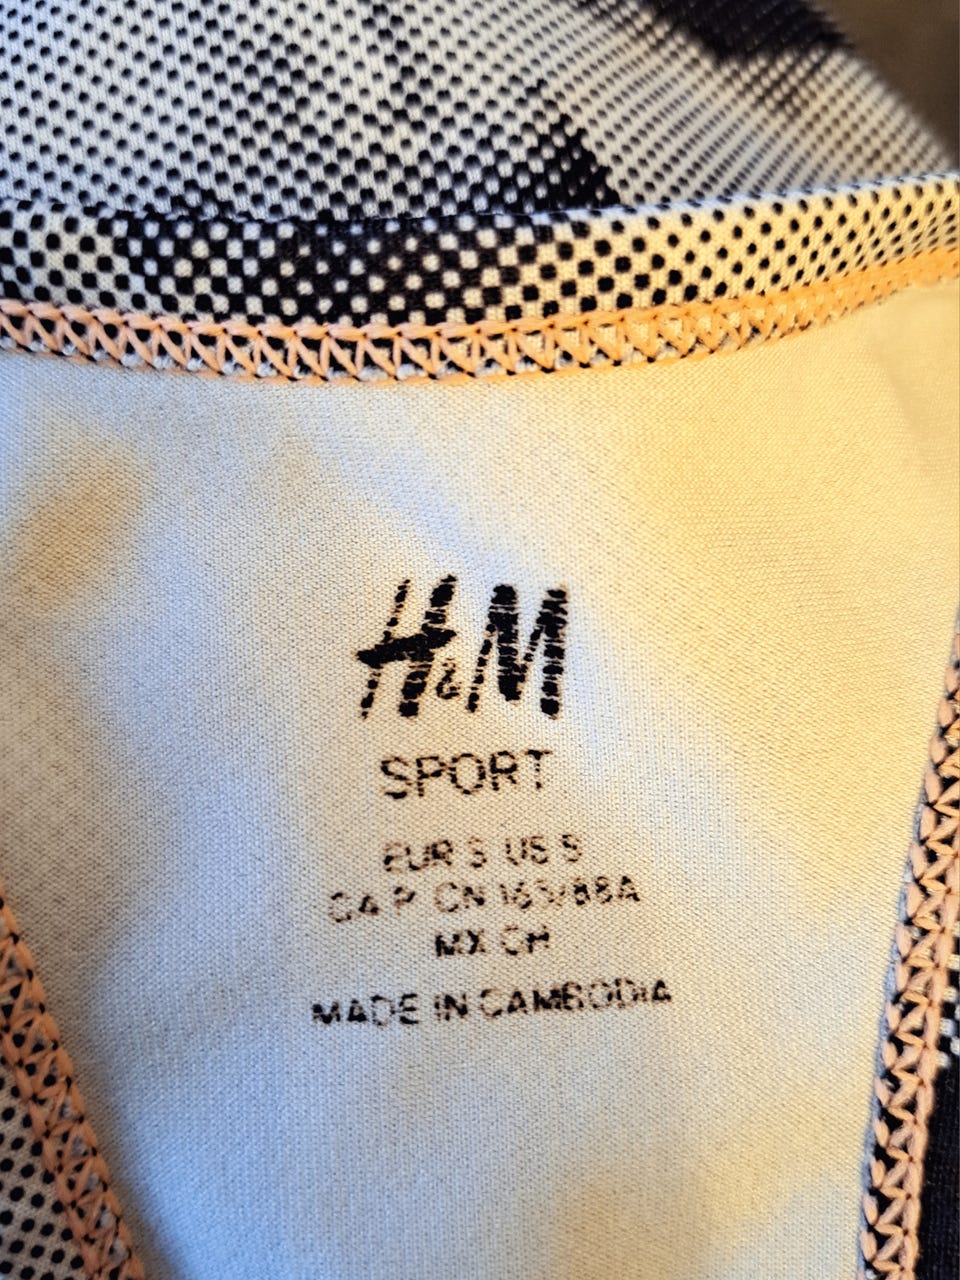 H&M
SPORT
EUR S US S
CA P CN 165/88A
MX CH
MADE IN CAMBODIA